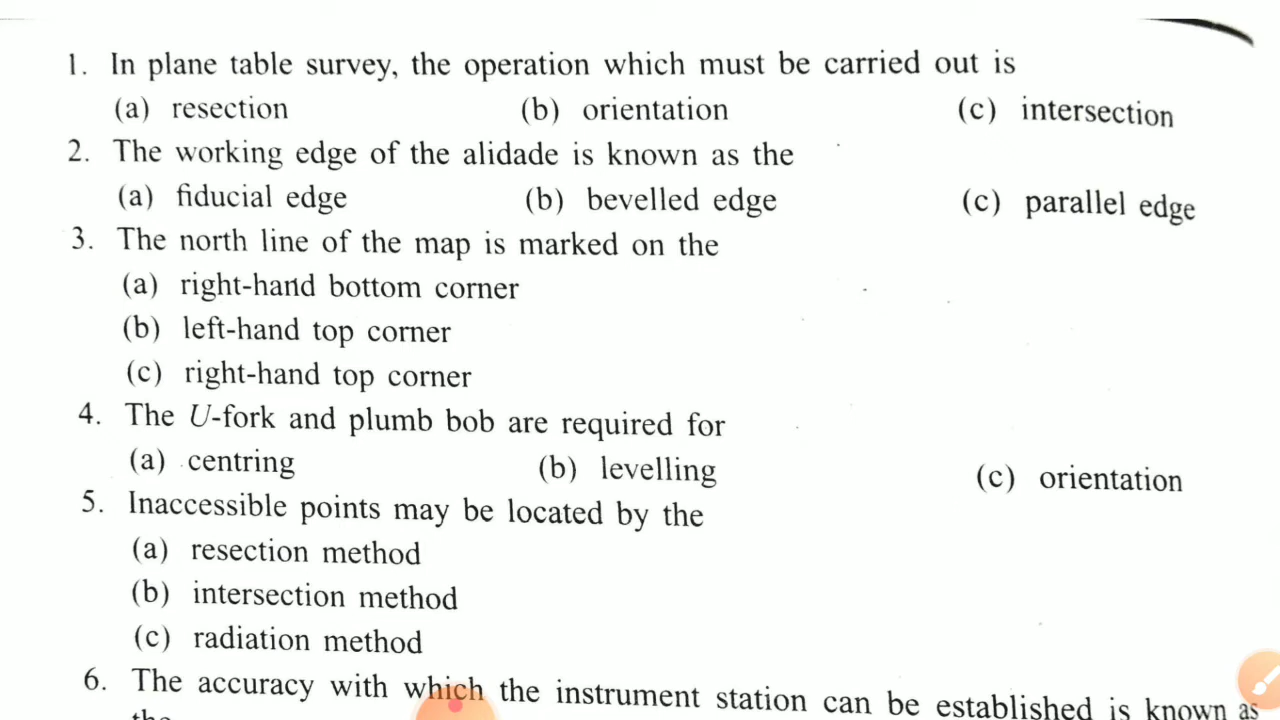 1. In plane table survey, the operation which must be carried out is
(a) resection (b) orientation (c) intersection
2. The working edge of the alidade is known as the
(a) fiducial edge (b) bevelled edge (c) parallel edge
3. The north line of the map is marked on the
(a) right-hand bottom corner
(b) left-hand top corner
(c) right-hand top corner
4. The U-fork and plumb bob are required for
(a) centring (b) levelling (c) orientation
5. Inaccessible points may be located by the
(a) resection method
(b) intersection method
(c) radiation method
6. The accuracy with which the instrument station can be established is known as
the